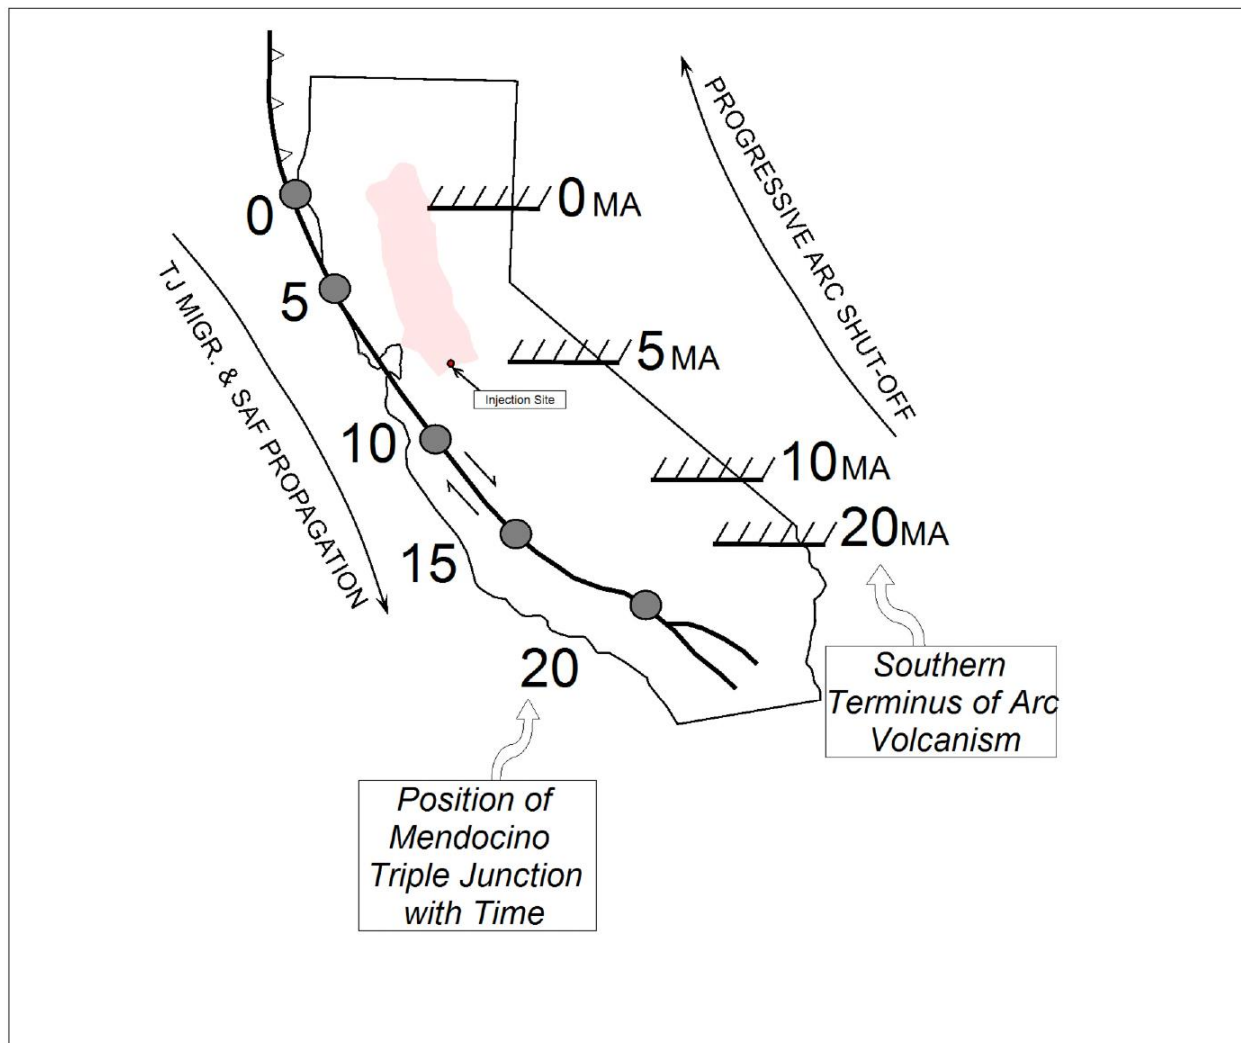 PROGRESSIVE ARC SHUT-OFF
0 MA
0
TJ MIGR. & SAF PROPAGATION
5
5 MA
Injection Site
10
10 MA
15
20 MA
20
Southern
Terminus of Arc
Volcanism
Position of
Mendocino
Triple Junction
with Time